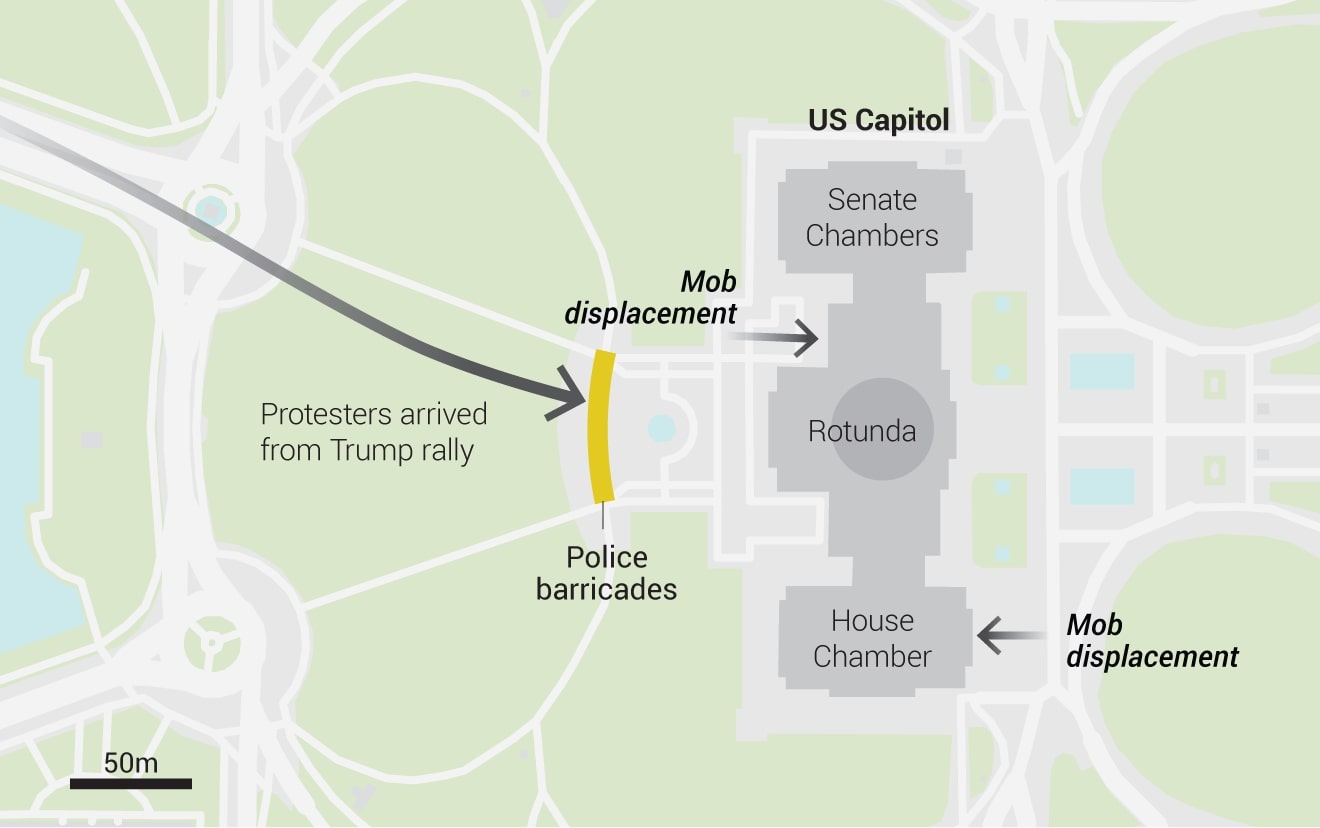 US Capitol
Senate
Chambers
Mob
displacement
Protesters arrived
from Trump rally
Rotunda
Police
barricades
House
Chamber
Mob
displacement
50m